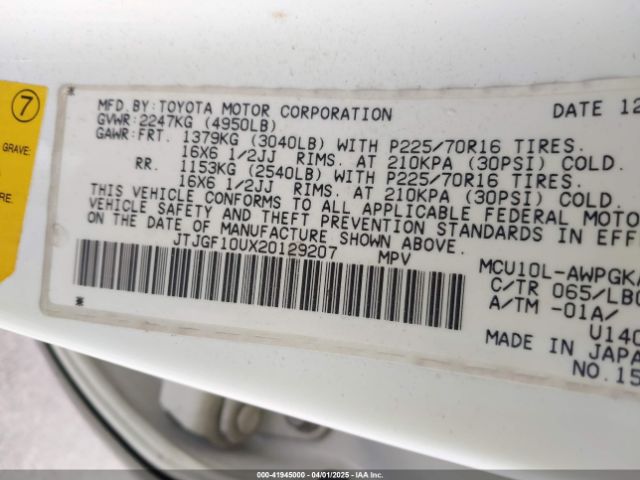 7
GRAVE:
URE.
MFD.BY:TOYOTA MOTOR CORPORATION DATE 12
GVWR:2247KG (4950LB)
GAWR:FRT. 1379KG (3040LB) WITH P225/70R16 TIRES.
16X6 1/2JJ RIMS. AT 210KPA (30PSI) COLD.
RR. 1153KG (2540LB) WITH P225/70R16 TIRES.
16X6 1/2JJ RIMS. AT 210KPA (30PSI) COLD.
THIS VEHICLE CONFORMS TO ALL APPLICABLE FEDERAL MOTO
VEHICLE SAFETY AND THEFT PREVENTION STANDARDS IN EFF
ON THE DATE OF MANUFACTURE SHOWN ABOVE.
JTJGF10UX20129207 MPV
MCU10L-AWPGKA
C/TR 065/LB0
A/TM -01A/
U140
MADE IN JAPA
NO.15
000-41945000 - 04/01/2025 - IAAI.COM